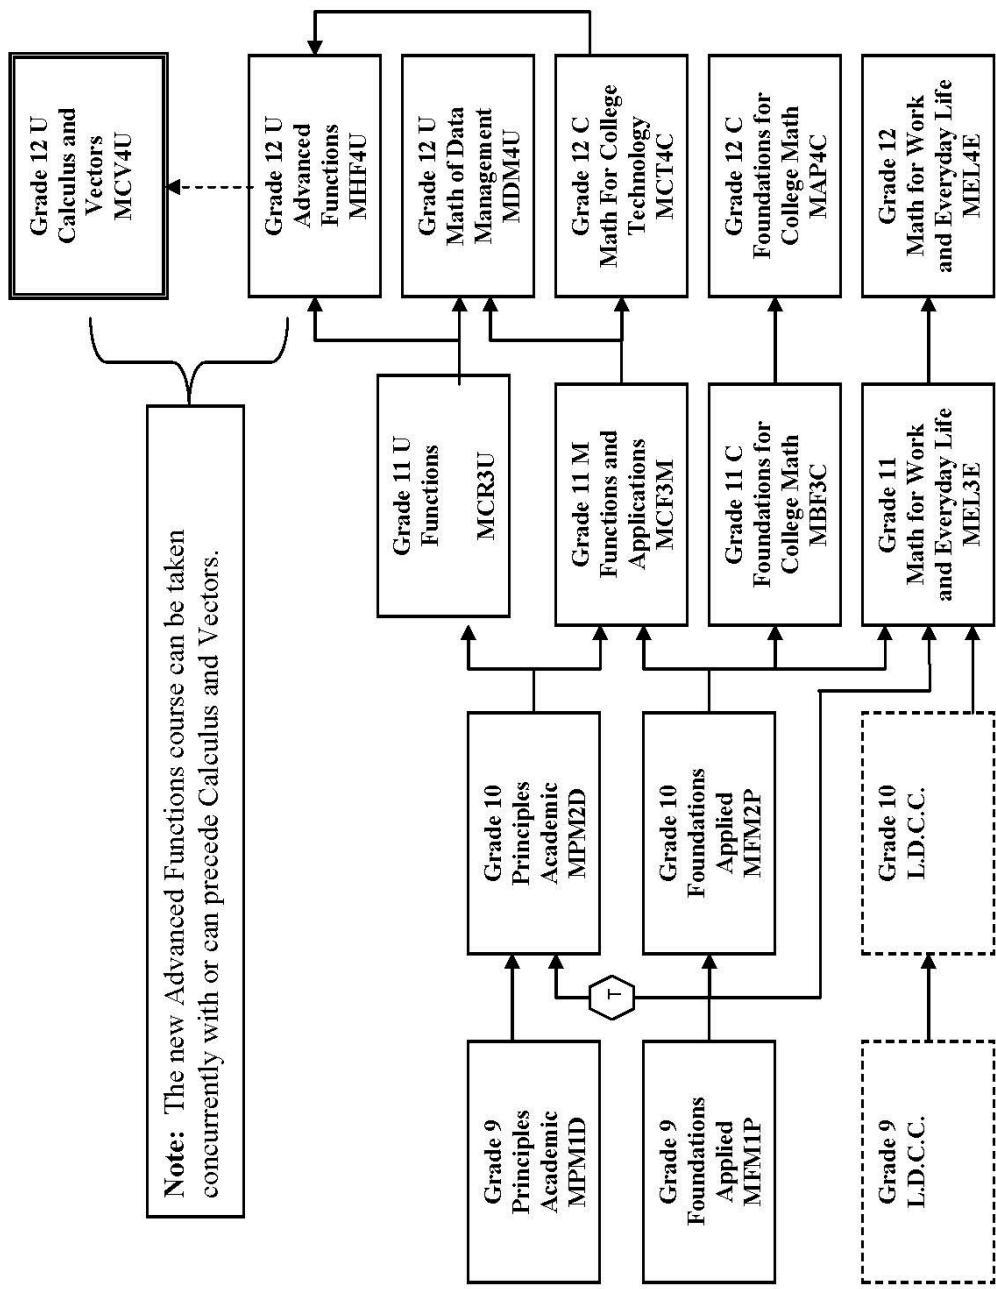 Note: The new Advanced Functions course can be taken
concurrently with or can precede Calculus and Vectors.
Grade 12 U
Calculus and
Vectors
MCV4U
Grade 12 U
Advanced
Functions
MHF4U
Grade 11 U
Functions
MCR3U
Grade 12 U
Math of Data
Management
MDM4U
Grade 9
Principles
Academic
MPM1D
Grade 10
Principles
Academic
MPM2D
Grade 11 M
Functions and
Applications
MCF3M
Grade 12 C
Math For College
Technology
MCT4C
T
Grade 9
Foundations
Applied
MFM1P
Grade 10
Foundations
Applied
MFM2P
Grade 11 C
Foundations for
College Math
MBF3C
Grade 12 C
Foundations for
College Math
MAP4C
Grade 9
L.D.C.C.
Grade 10
L.D.C.C.
Grade 11
Math for Work
and Everyday Life
MEL3E
Grade 12
Math for Work
and Everyday Life
MEL4E